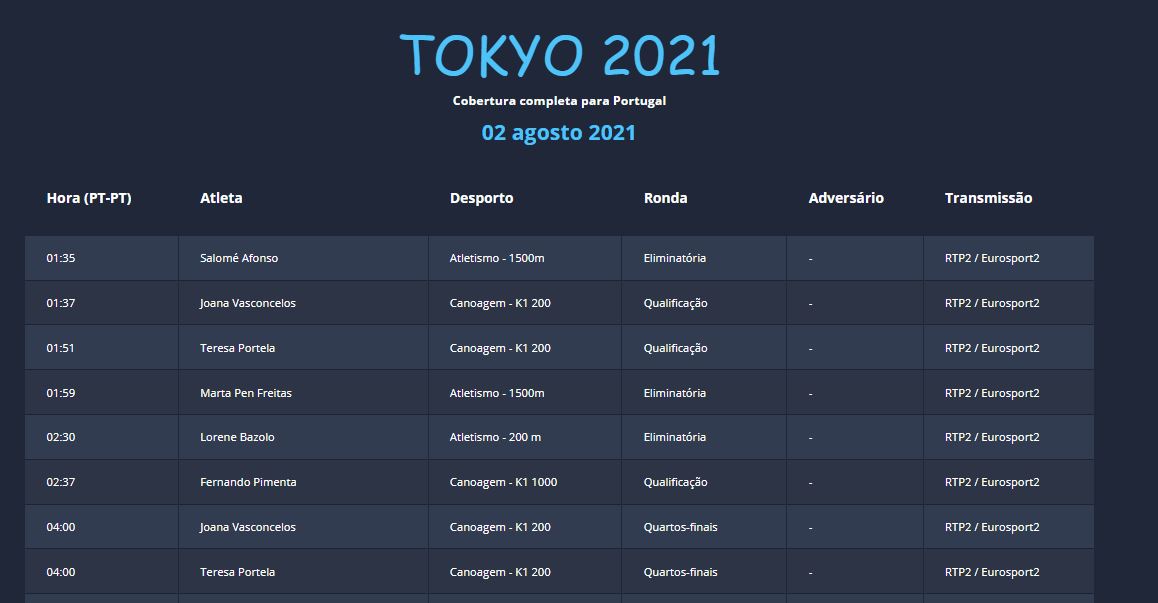 TOKYO 2021
Cobertura completa para Portugal
02 agosto 2021
Hora (PT-PT) Atleta Desporto Ronda Adversário Transmissão
01:35 Salomé Afonso Atletismo - 1500m Eliminatória - RTP2 / Eurosport2
01:37 Joana Vasconcelos Canoagem - K1 200 Qualificação - RTP2 / Eurosport2
01:51 Teresa Portela Canoagem - K1 200 Qualificação - RTP2 / Eurosport2
01:59 Marta Pen Freitas Atletismo - 1500m Eliminatória - RTP2 / Eurosport2
02:30 Lorene Bazolo Atletismo - 200 m Eliminatória - RTP2 / Eurosport2
02:37 Fernando Pimenta Canoagem - K1 1000 Qualificação - RTP2 / Eurosport2
04:00 Joana Vasconcelos Canoagem - K1 200 Quartos-finais - RTP2 / Eurosport2
04:00 Teresa Portela Canoagem - K1 200 Quartos-finais - RTP2 / Eurosport2